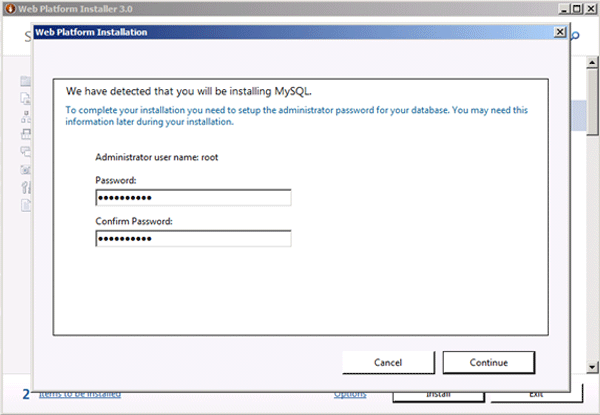 Web Platform Installer 3.0
Web Platform Installation
We have detected that you will be installing MySQL.
To complete your installation you need to setup the administrator password for your database. You may need this
information later during your installation.
Administrator user name: root
Password:
••••••••••
Confirm Password:
••••••••••
Cancel
Continue
2 Items to be installed
Options
Install
Exit